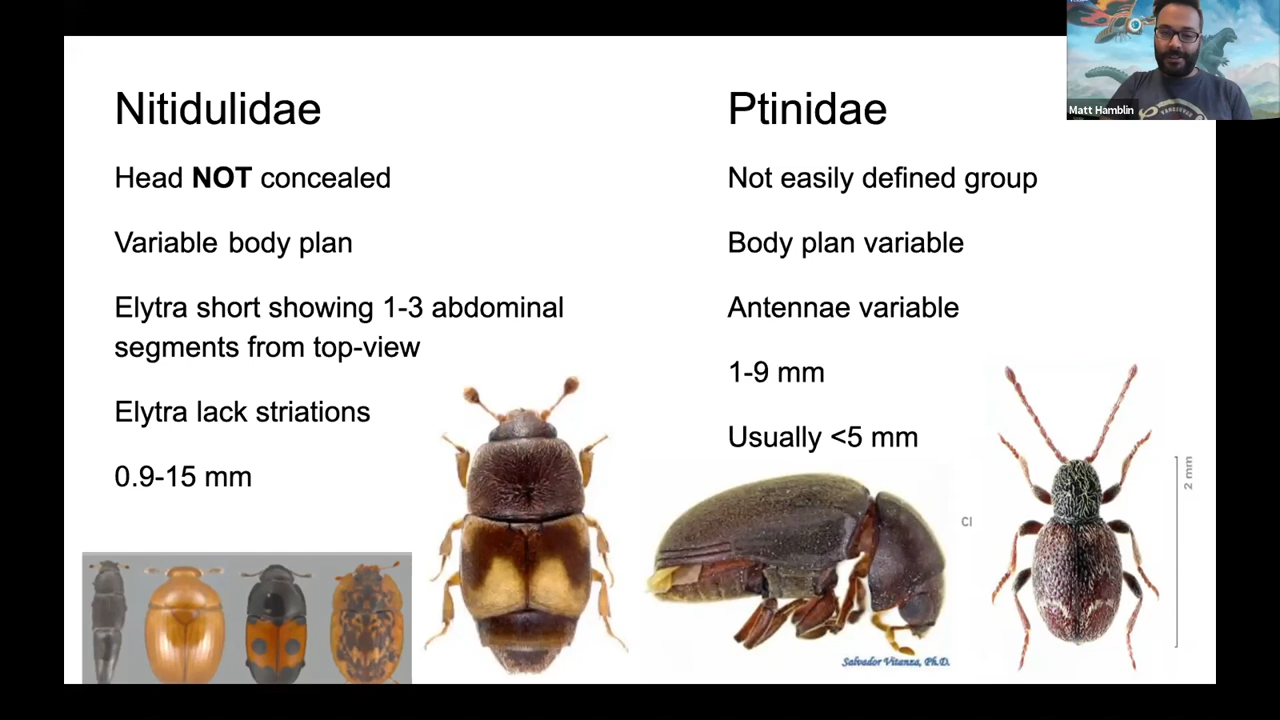 Nitidulidae
Head NOT concealed
Variable body plan
Elytra short showing 1-3 abdominal
segments from top-view
Elytra lack striations
0.9-15 mm
Ptinidae
Not easily defined group
Body plan variable
Antennae variable
1-9 mm
Usually <5 mm
2 mm
Cl
Salvador Vitanza, Ph.D.
Matt Hamblin
VANCOUVER